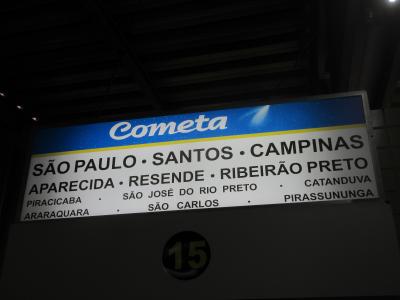 Cometa
SÃO PAULO · SANTOS · CAMPINAS
APARECIDA · RESENDE · RIBEIRÃO PRETO
PIRACICABA · SÃO JOSÉ DO RIO PRETO · CATANDUVA
ARARAQUARA · SÃO CARLOS · PIRASSUNUNGA
15